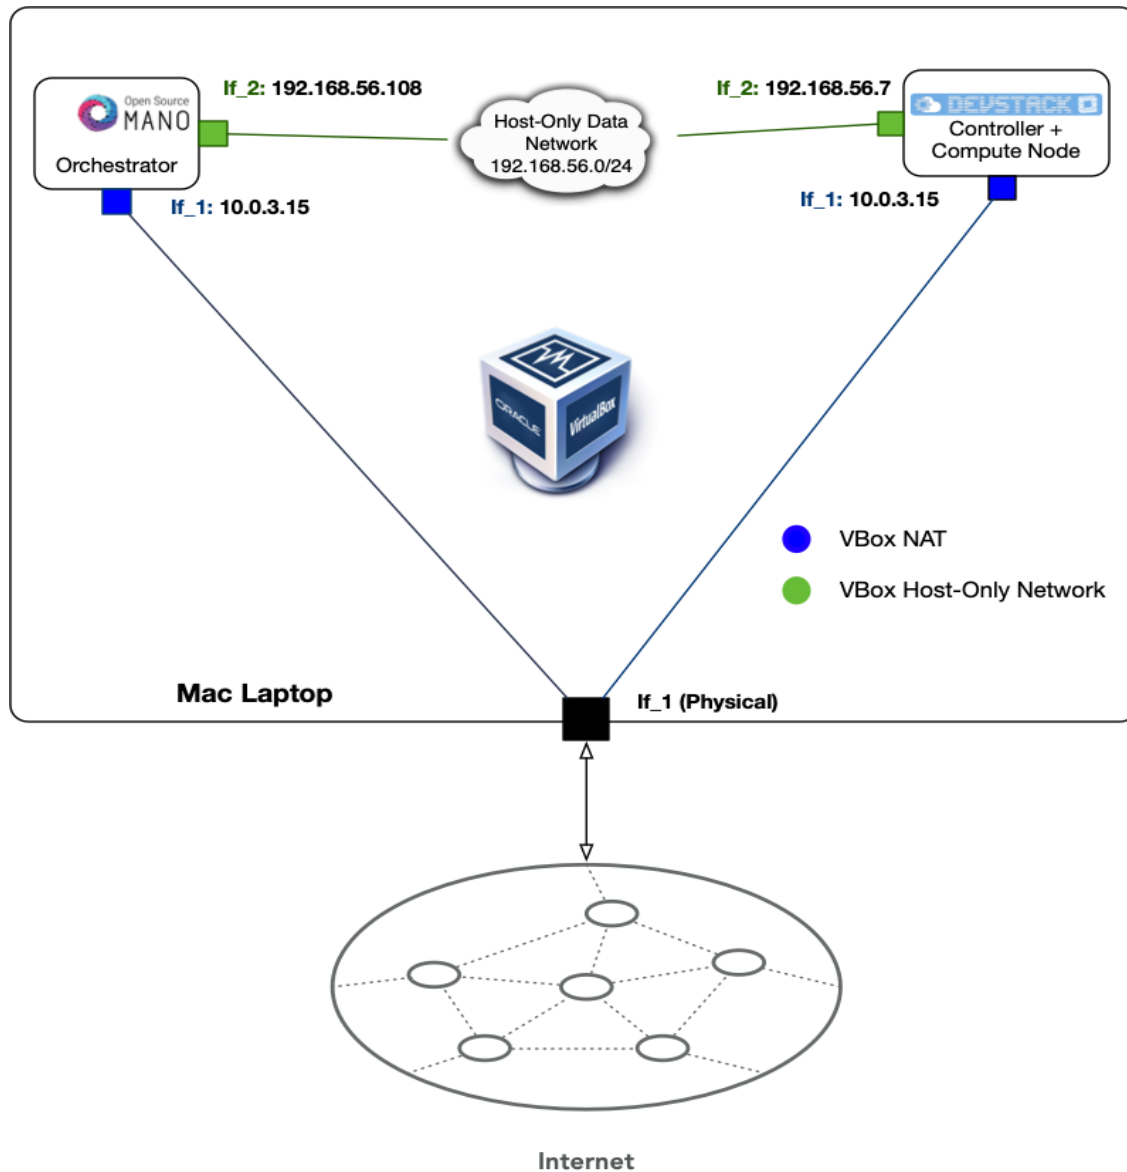 If_2: 192.168.56.108
If_2: 192.168.56.7
Open Source
MANO
Orchestrator
Host-Only Data
Network
192.168.56.0/24
DEVSTACK
Controller +
Compute Node
If_1: 10.0.3.15
If_1: 10.0.3.15
ORACLE
VirtualBox
VBox NAT
VBox Host-Only Network
Mac Laptop
If_1 (Physical)
Internet